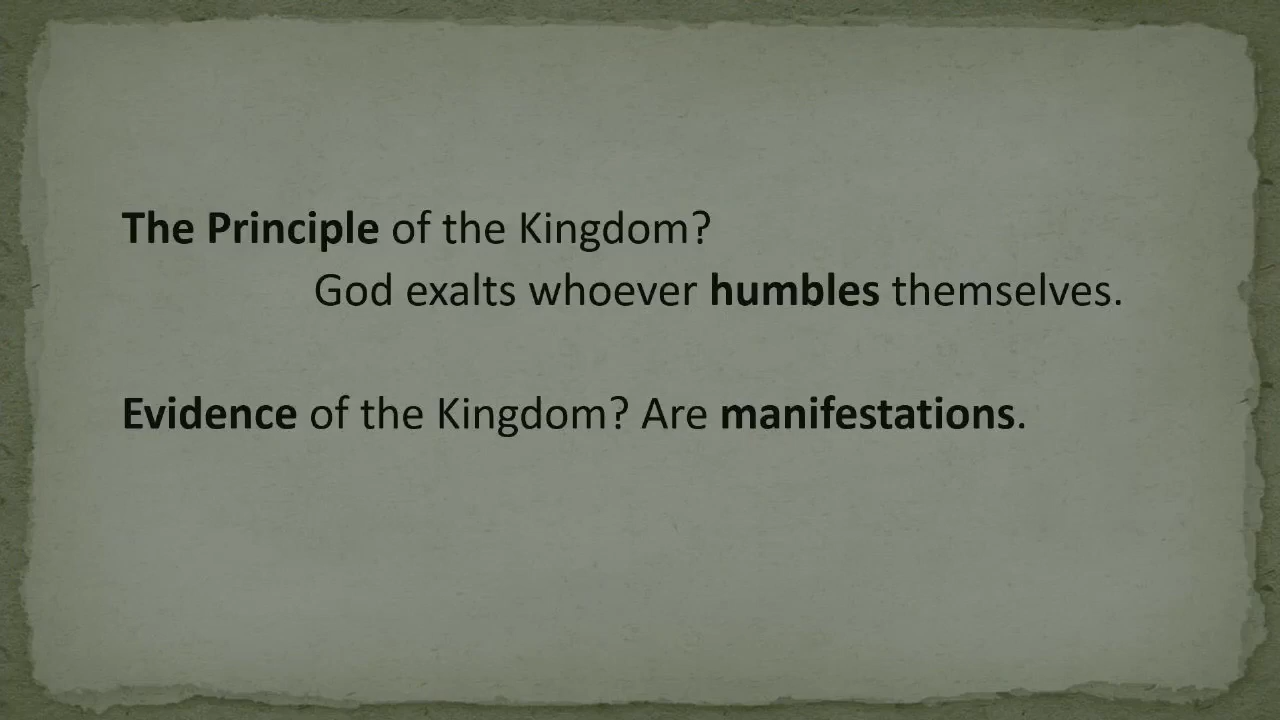 The Principle of the Kingdom?
God exalts whoever humbles themselves.
Evidence of the Kingdom? Are manifestations.